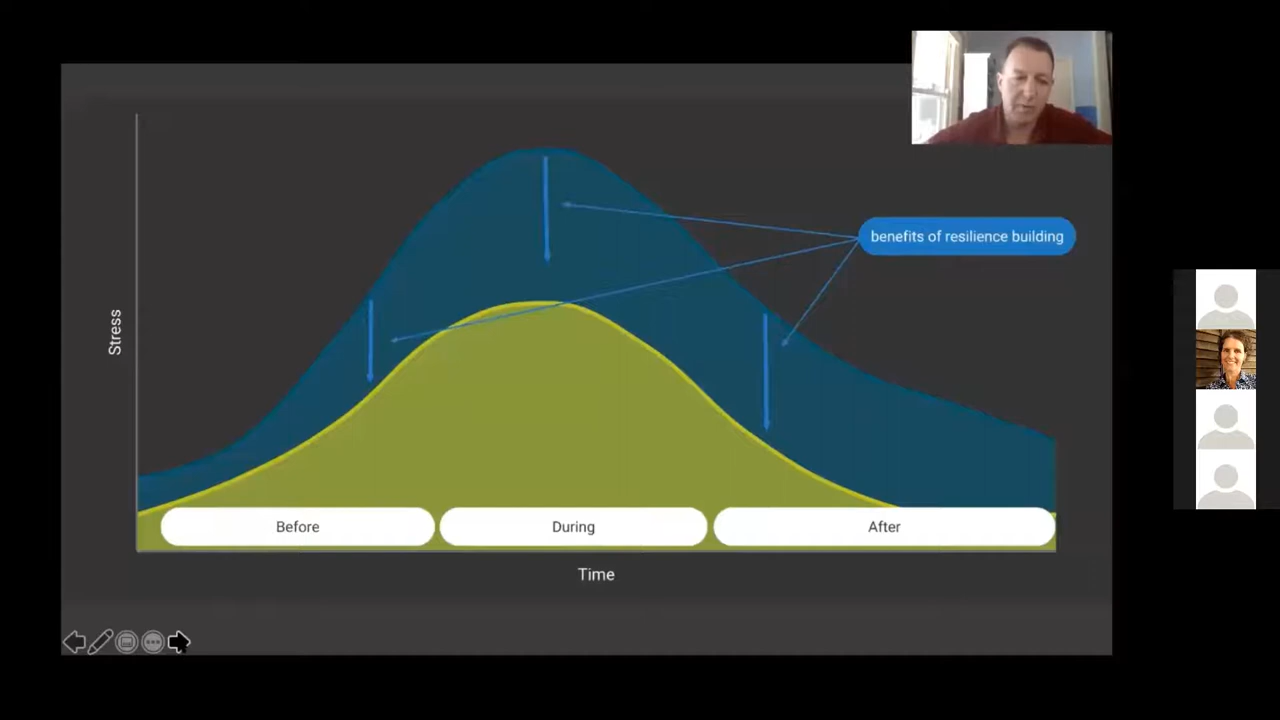 benefits of resilience building
Stress
Before
During
After
Time